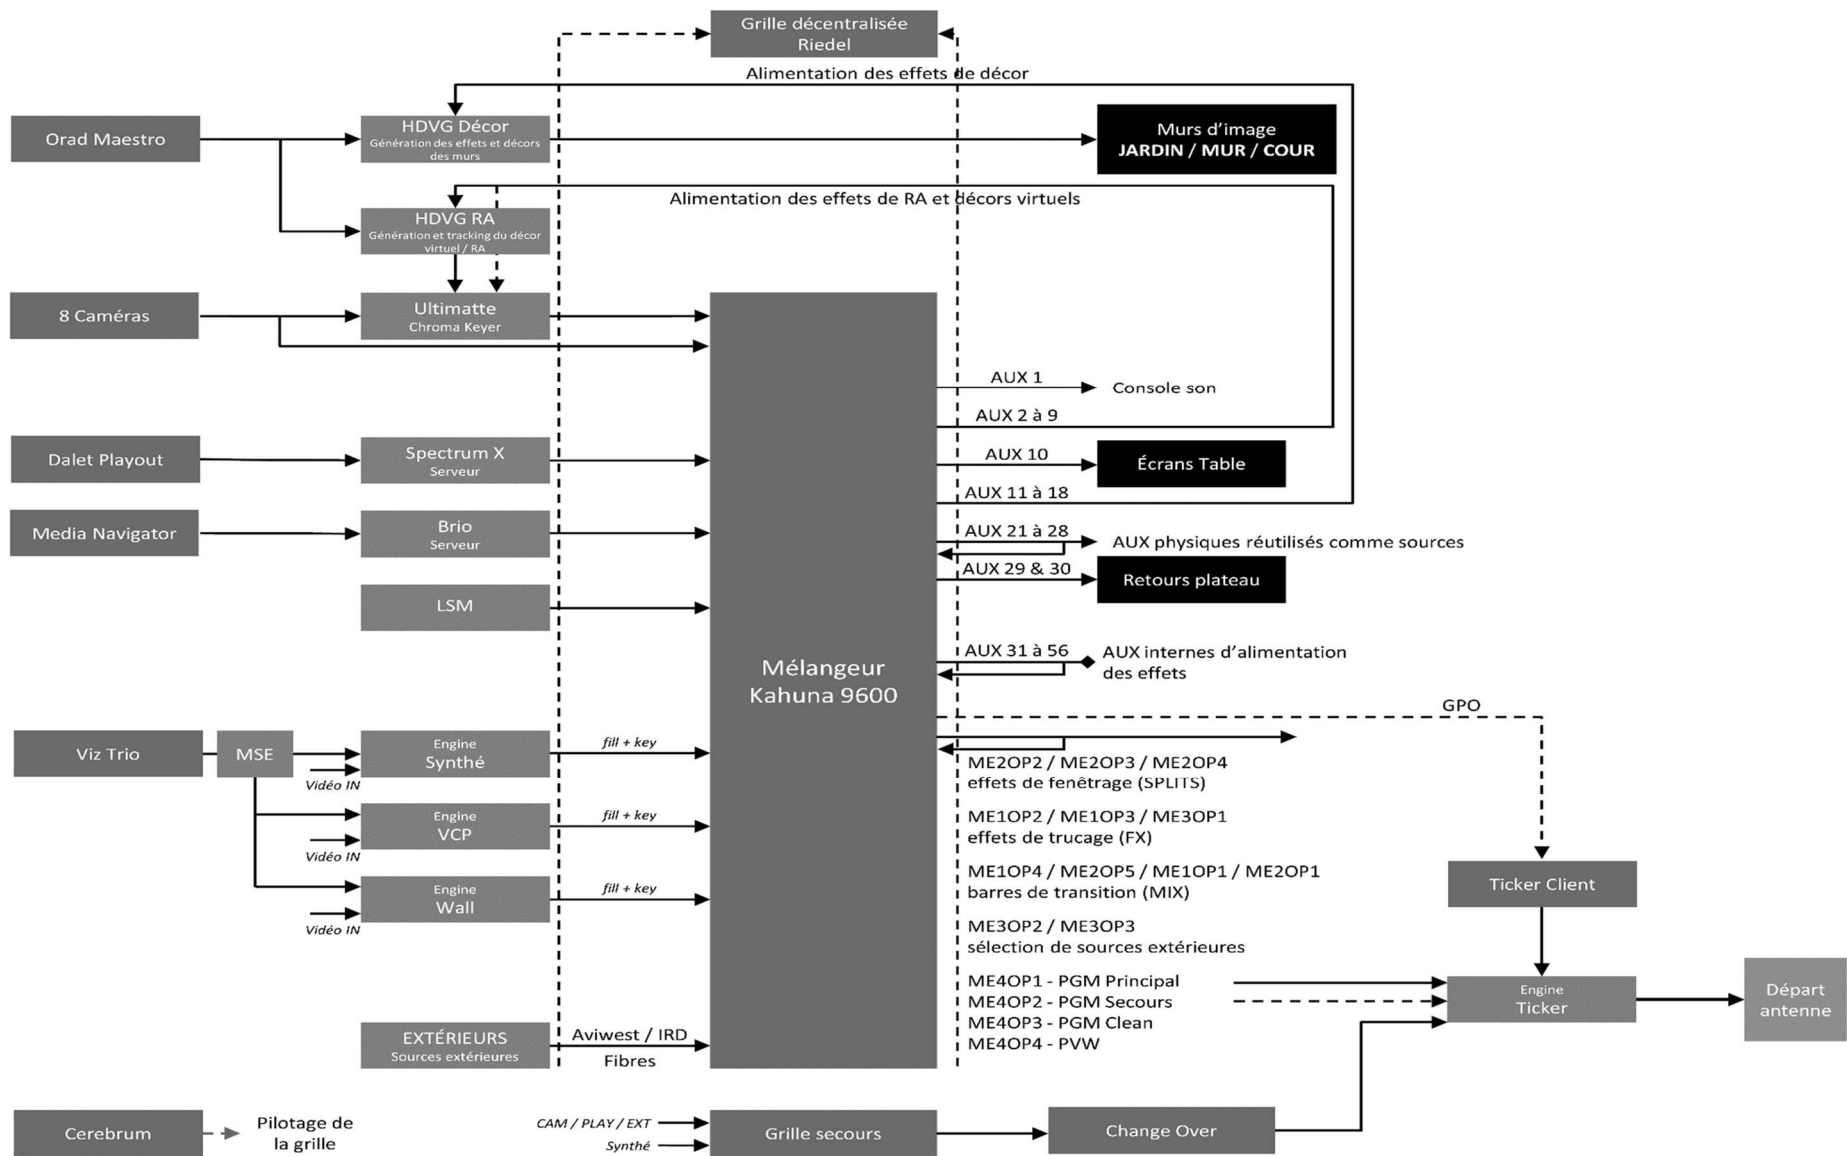 Grille décentralisée
Riedel
Alimentation des effets de décor
Orad Maestro
HDVG Décor
Génération des effets et décors
des murs
Murs d'image
JARDIN / MUR / COUR
Alimentation des effets de RA et décors virtuels
HDVG RA
Génération et tracking du décor
virtuel / RA
8 Caméras
Ultimatte
Chroma Keyer
AUX 1
Console son
AUX 2 à 9
Dalet Playout
Spectrum X
Serveur
AUX 10
Écrans Table
AUX 11 à 18
Media Navigator
Brio
Serveur
AUX 21 à 28
AUX physiques réutilisés comme sources
AUX 29 & 30
Retours plateau
LSM
Mélangeur
Kahuna 9600
AUX 31 à 56
AUX internes d'alimentation
des effets
GPO
Viz Trio
MSE
Engine
Synthé
fill + key
Vidéo IN
ME2OP2 / ME2OP3 / ME2OP4
effets de fenêtrage (SPLITS)
Engine
VCP
fill + key
Vidéo IN
ME1OP2 / ME1OP3 / ME3OP1
effets de trucage (FX)
Engine
Wall
fill + key
Vidéo IN
ME1OP4 / ME2OP5 / ME1OP1 / ME2OP1
barres de transition (MIX)
Ticker Client
ME3OP2 / ME3OP3
sélection de sources extérieures
ME4OP1 - PGM Principal
ME4OP2 - PGM Secours
ME4OP3 - PGM Clean
ME4OP4 - PVW
Engine
Ticker
Départ
antenne
EXTÉRIEURS
Sources extérieures
Aviwest / IRD
Fibres
Cerebrum
Pilotage de
la grille
CAM / PLAY / EXT
Synthé
Grille secours
Change Over